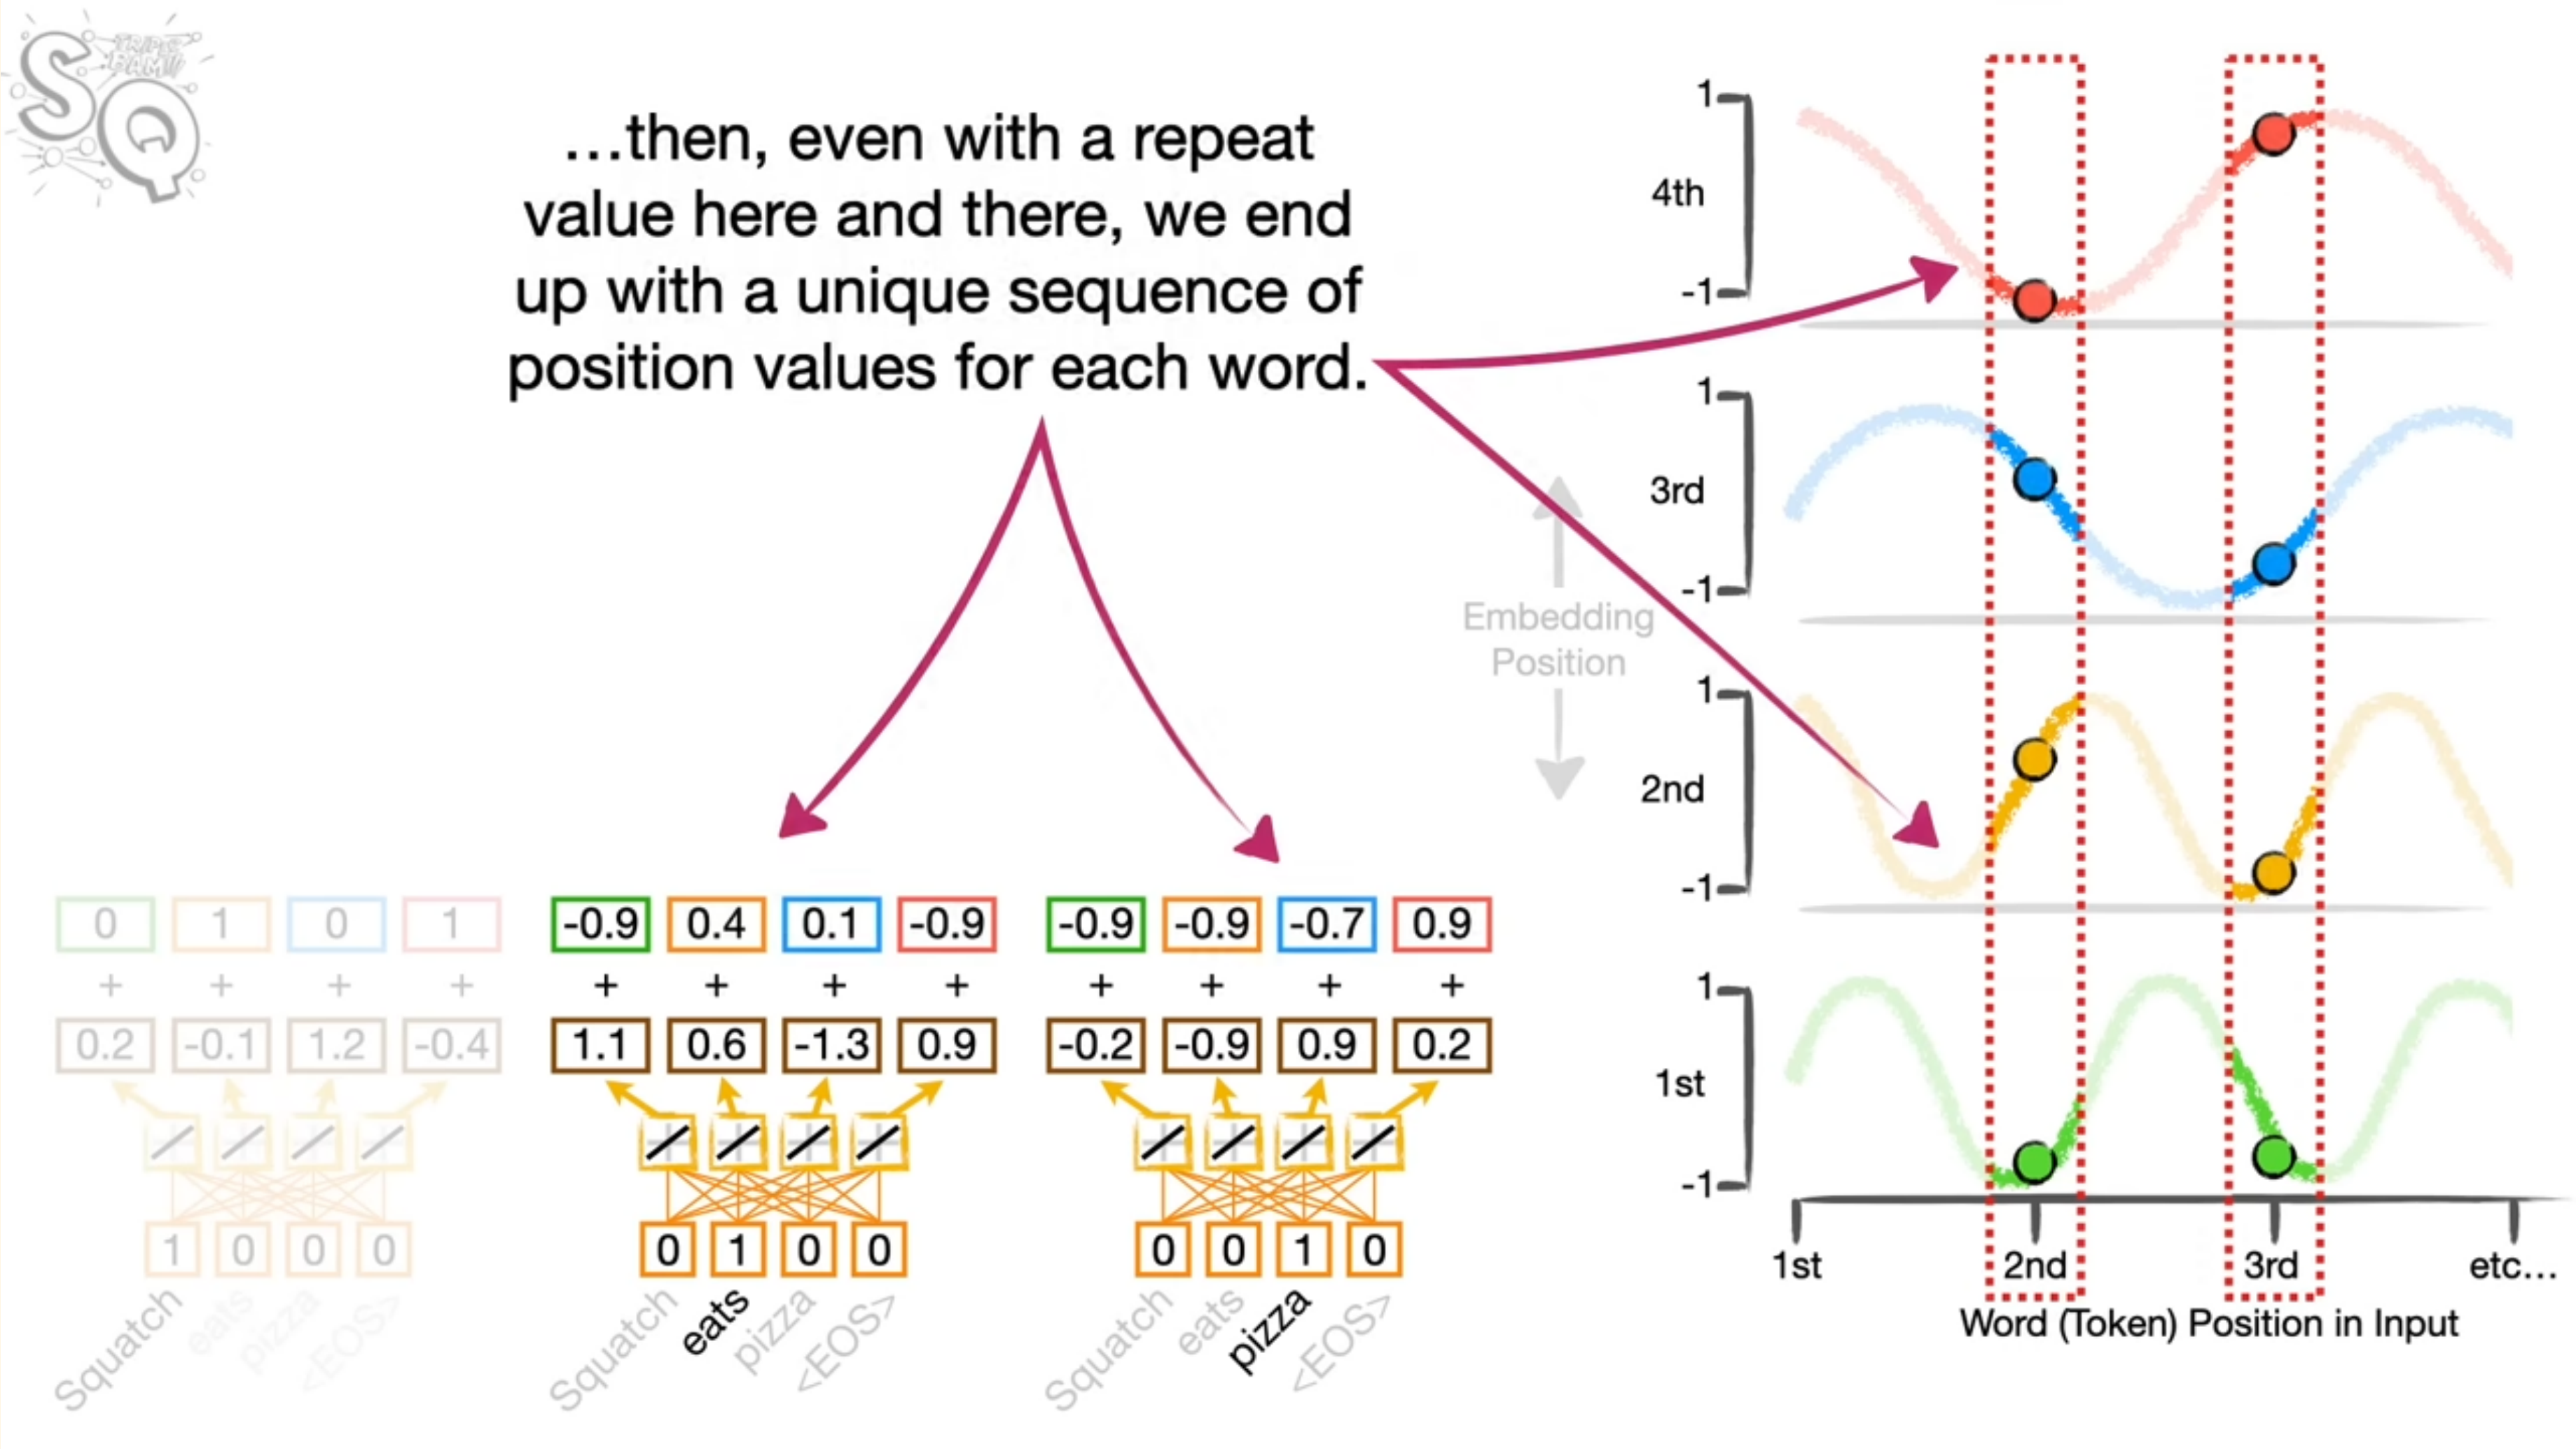 SQ
TRIPLE
BAM!!!
...then, even with a repeat
value here and there, we end
up with a unique sequence of
position values for each word.
0 1 0 1
+ + + +
0.2 -0.1 1.2 -0.4
1 0 0 0
Squatch eats pizza <EOS>
-0.9 0.4 0.1 -0.9
+ + + +
1.1 0.6 -1.3 0.9
0 1 0 0
Squatch eats pizza <EOS>
-0.9 -0.9 -0.7 0.9
+ + + +
-0.2 -0.9 0.9 0.2
0 0 1 0
Squatch eats pizza <EOS>
Embedding
Position
1
4th
-1
1
3rd
-1
1
2nd
-1
1
1st
-1
1st 2nd 3rd etc...
Word (Token) Position in Input